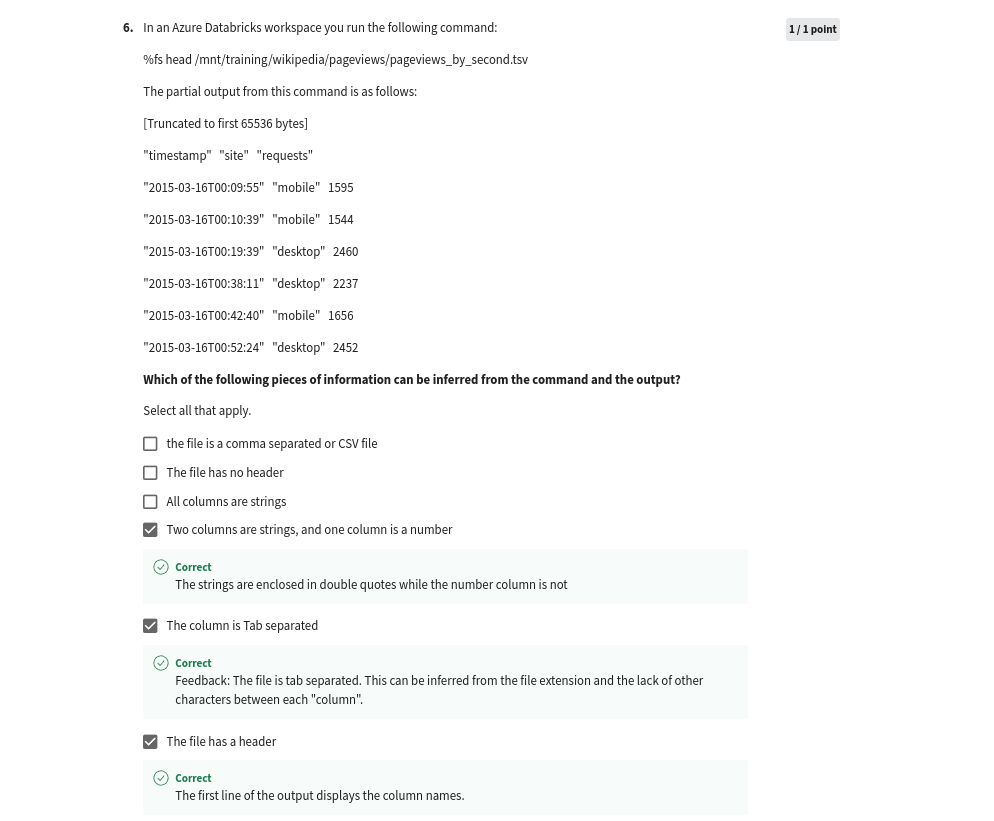 6. In an Azure Databricks workspace you run the following command:
1 / 1 point
%fs head /mnt/training/wikipedia/pageviews/pageviews_by_second.tsv
The partial output from this command is as follows:
[Truncated to first 65536 bytes]
"timestamp" "site" "requests"
"2015-03-16T00:09:55" "mobile" 1595
"2015-03-16T00:10:39" "mobile" 1544
"2015-03-16T00:19:39" "desktop" 2460
"2015-03-16T00:38:11" "desktop" 2237
"2015-03-16T00:42:40" "mobile" 1656
"2015-03-16T00:52:24" "desktop" 2452
Which of the following pieces of information can be inferred from the command and the output?
Select all that apply.
the file is a comma separated or CSV file
The file has no header
All columns are strings
Two columns are strings, and one column is a number
Correct
The strings are enclosed in double quotes while the number column is not
The column is Tab separated
Correct
Feedback: The file is tab separated. This can be inferred from the file extension and the lack of other
characters between each "column".
The file has a header
Correct
The first line of the output displays the column names.